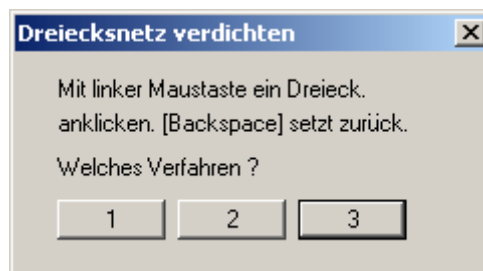 Dreiecksnetz verdichten
Mit linker Maustaste ein Dreieck.
anklicken. [Backspace] setzt zurück.
Welches Verfahren ?
1 2 3